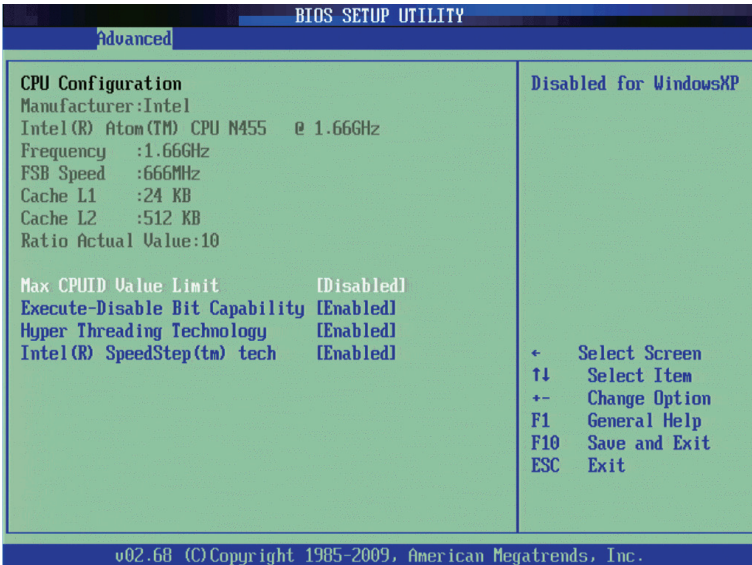 BIOS SETUP UTILITY
Advanced
CPU Configuration
Manufacturer:Intel
Intel(R) Atom(TM) CPU N455 @ 1.66GHz
Frequency :1.66GHz
FSB Speed :666MHz
Cache L1 :24 KB
Cache L2 :512 KB
Ratio Actual Value:10
Max CPUID Value Limit [Disabled]
Execute-Disable Bit Capability [Enabled]
Hyper Threading Technology [Enabled]
Intel(R) SpeedStep(tm) tech [Enabled]
Disabled for WindowsXP
← Select Screen
↑↓ Select Item
+- Change Option
F1 General Help
F10 Save and Exit
ESC Exit
v02.68 (C)Copyright 1985-2009, American Megatrends, Inc.